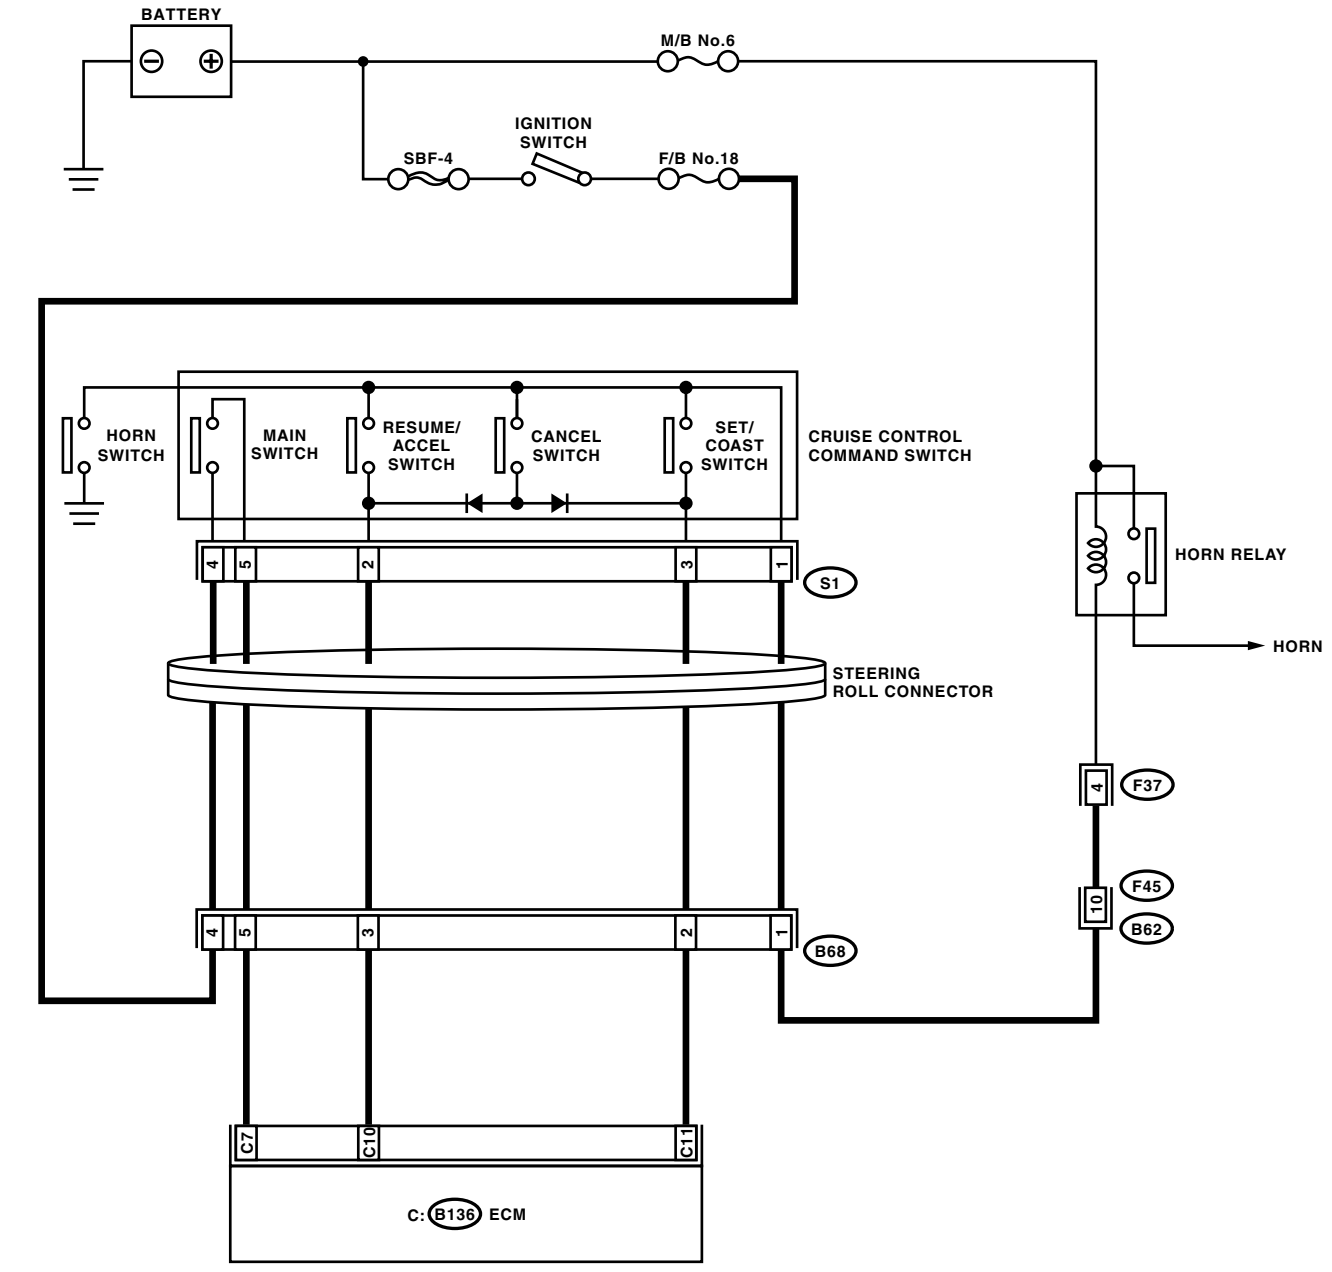 BATTERY
M/B No.6
IGNITION
SWITCH
SBF-4
F/B No.18
HORN
SWITCH
MAIN
SWITCH
RESUME/
ACCEL
SWITCH
CANCEL
SWITCH
SET/
COAST
SWITCH
CRUISE CONTROL
COMMAND SWITCH
HORN RELAY
4
5
2
3
1
S1
HORN
STEERING
ROLL CONNECTOR
4
F37
F45
10
B62
4
5
3
2
1
B68
C7
C10
C11
C: B136 ECM